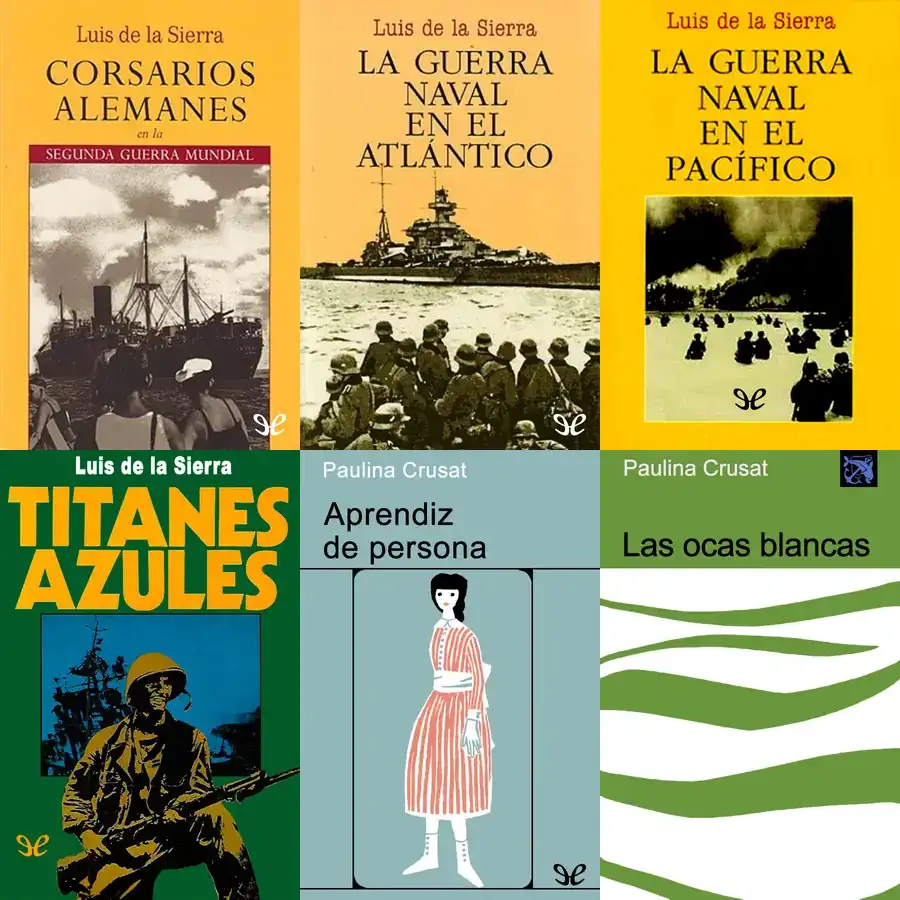 Luis de la Sierra
CORSARIOS
ALEMANES
en la
SEGUNDA GUERRA MUNDIAL
Luis de la Sierra
LA GUERRA
NAVAL
EN EL
ATLÁNTICO
Luis de la Sierra
LA GUERRA
NAVAL
EN EL
PACÍFICO
Luis de la Sierra
TITANES
AZULES
Paulina Crusat
Aprendiz
de persona
Paulina Crusat
Las ocas blancas